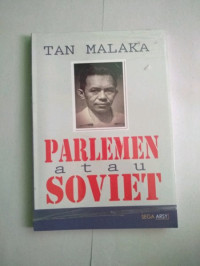 TAN MALAKA
PARLEMEN
atau
SOVIET